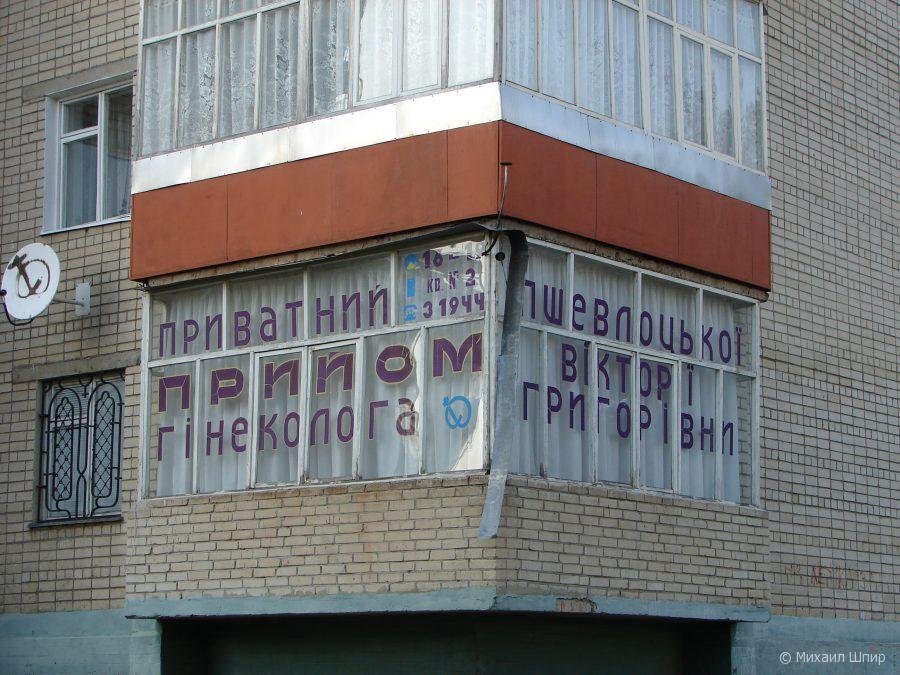 ПРИВАТНИЙ
ПРИЙОМ
ГІНЕКОЛОГА
КВ № 2
3 1944
ПШЕВЛОЦЬКОЇ
ВІКТОРІЇ
ГРИГОРІВНИ
© Михаил Шпир